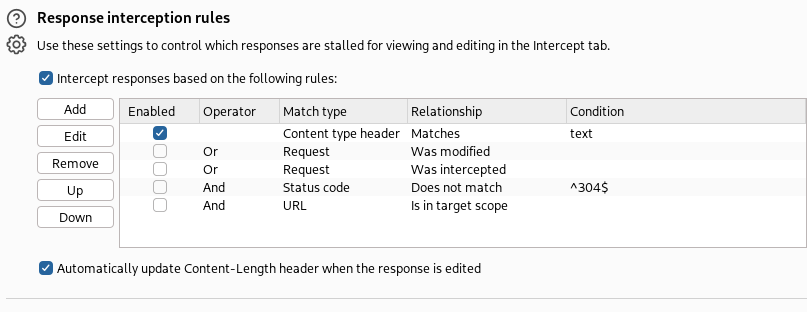 Response interception rules
Use these settings to control which responses are stalled for viewing and editing in the Intercept tab.
Intercept responses based on the following rules:
Add
Edit
Remove
Up
Down
Enabled Operator Match type Relationship Condition
Content type header Matches text
Or Request Was modified
Or Request Was intercepted
And Status code Does not match ^304$
And URL Is in target scope
Automatically update Content-Length header when the response is edited